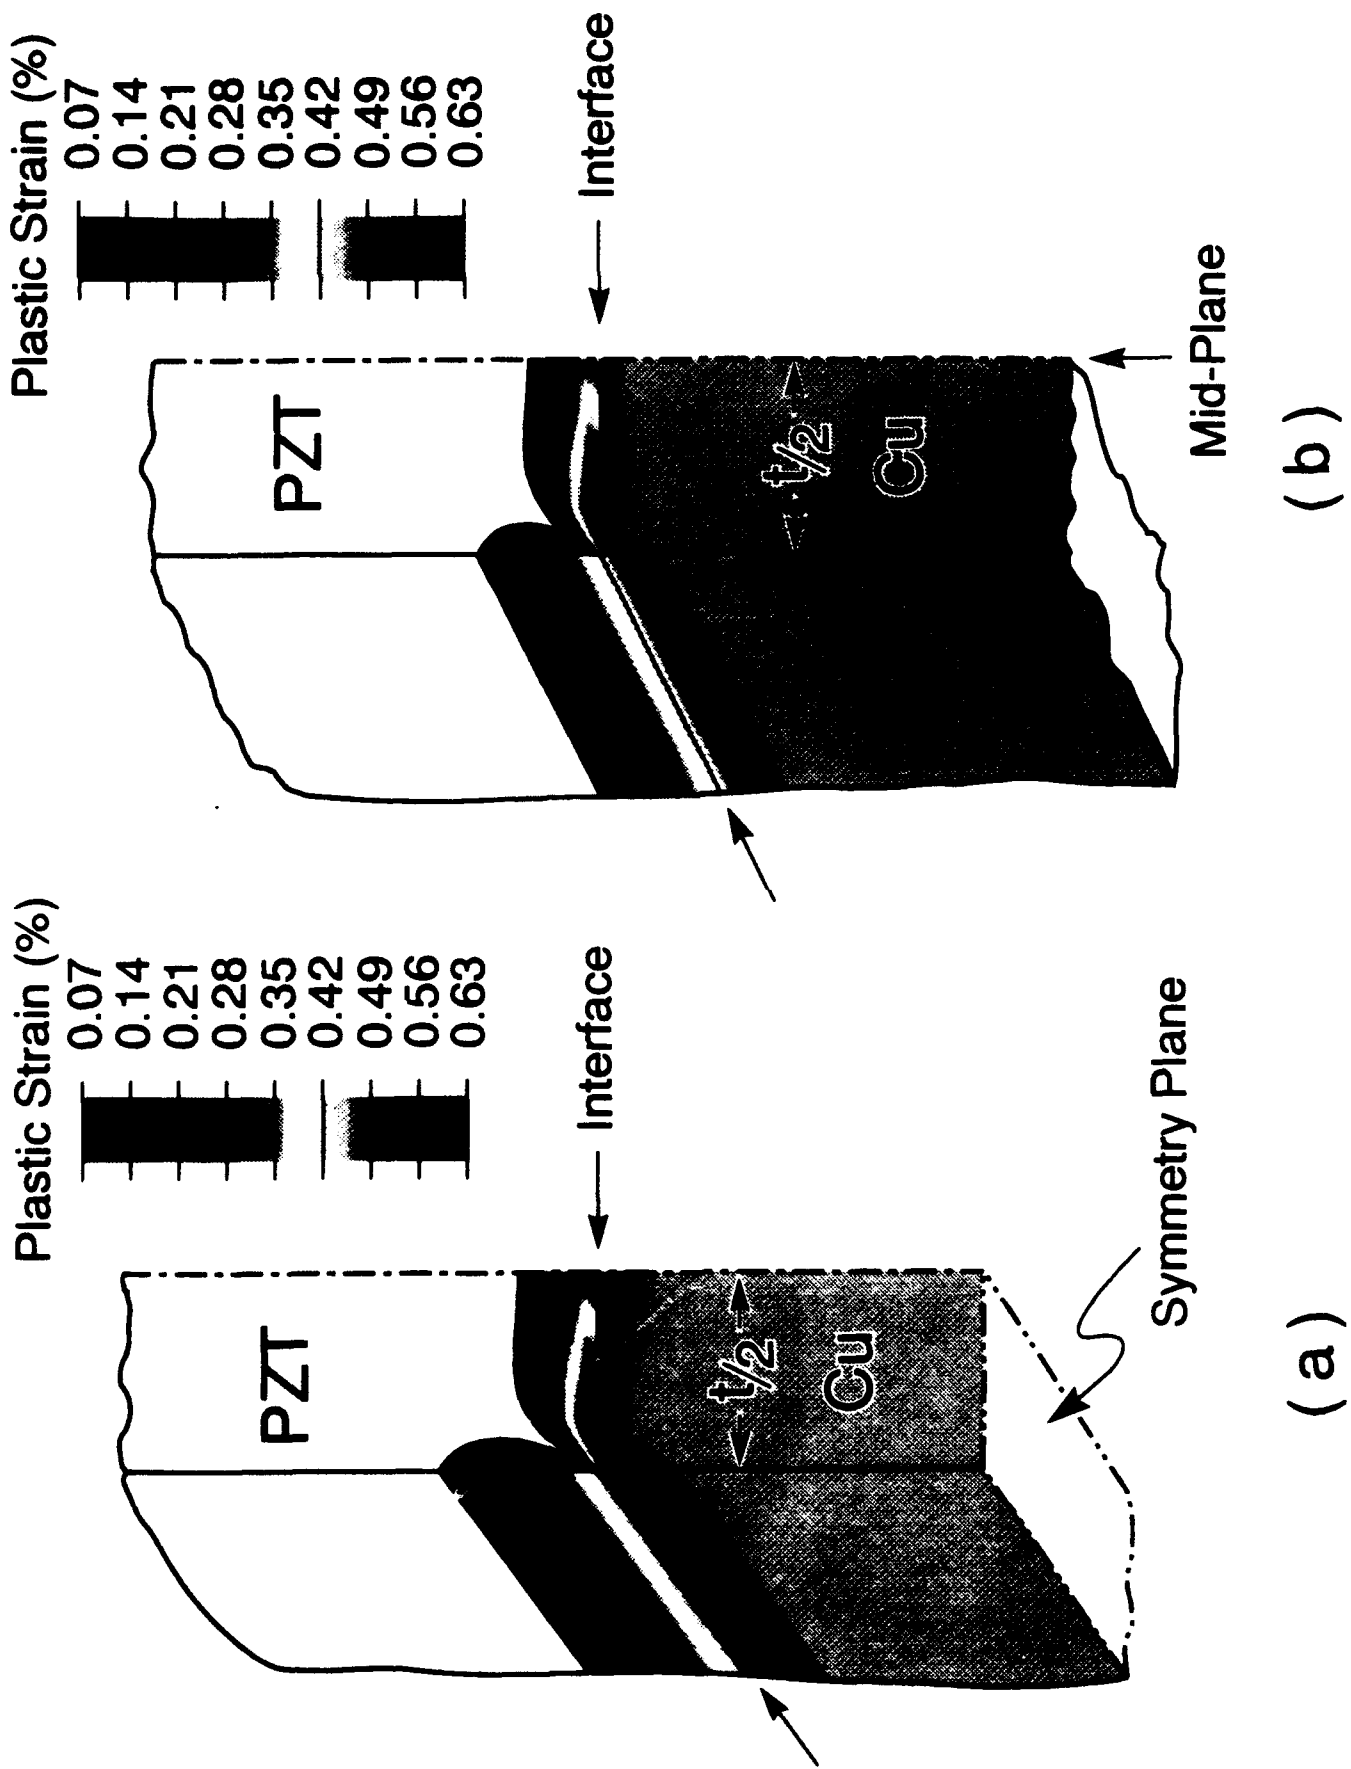 Plastic Strain (%)
0.07
0.14
0.21
0.28
0.35
0.42
0.49
0.56
0.63
PZT
Interface
t/2
Cu
Symmetry Plane
(a)
Plastic Strain (%)
0.07
0.14
0.21
0.28
0.35
0.42
0.49
0.56
0.63
PZT
Interface
t/2
Cu
Mid-Plane
(b)